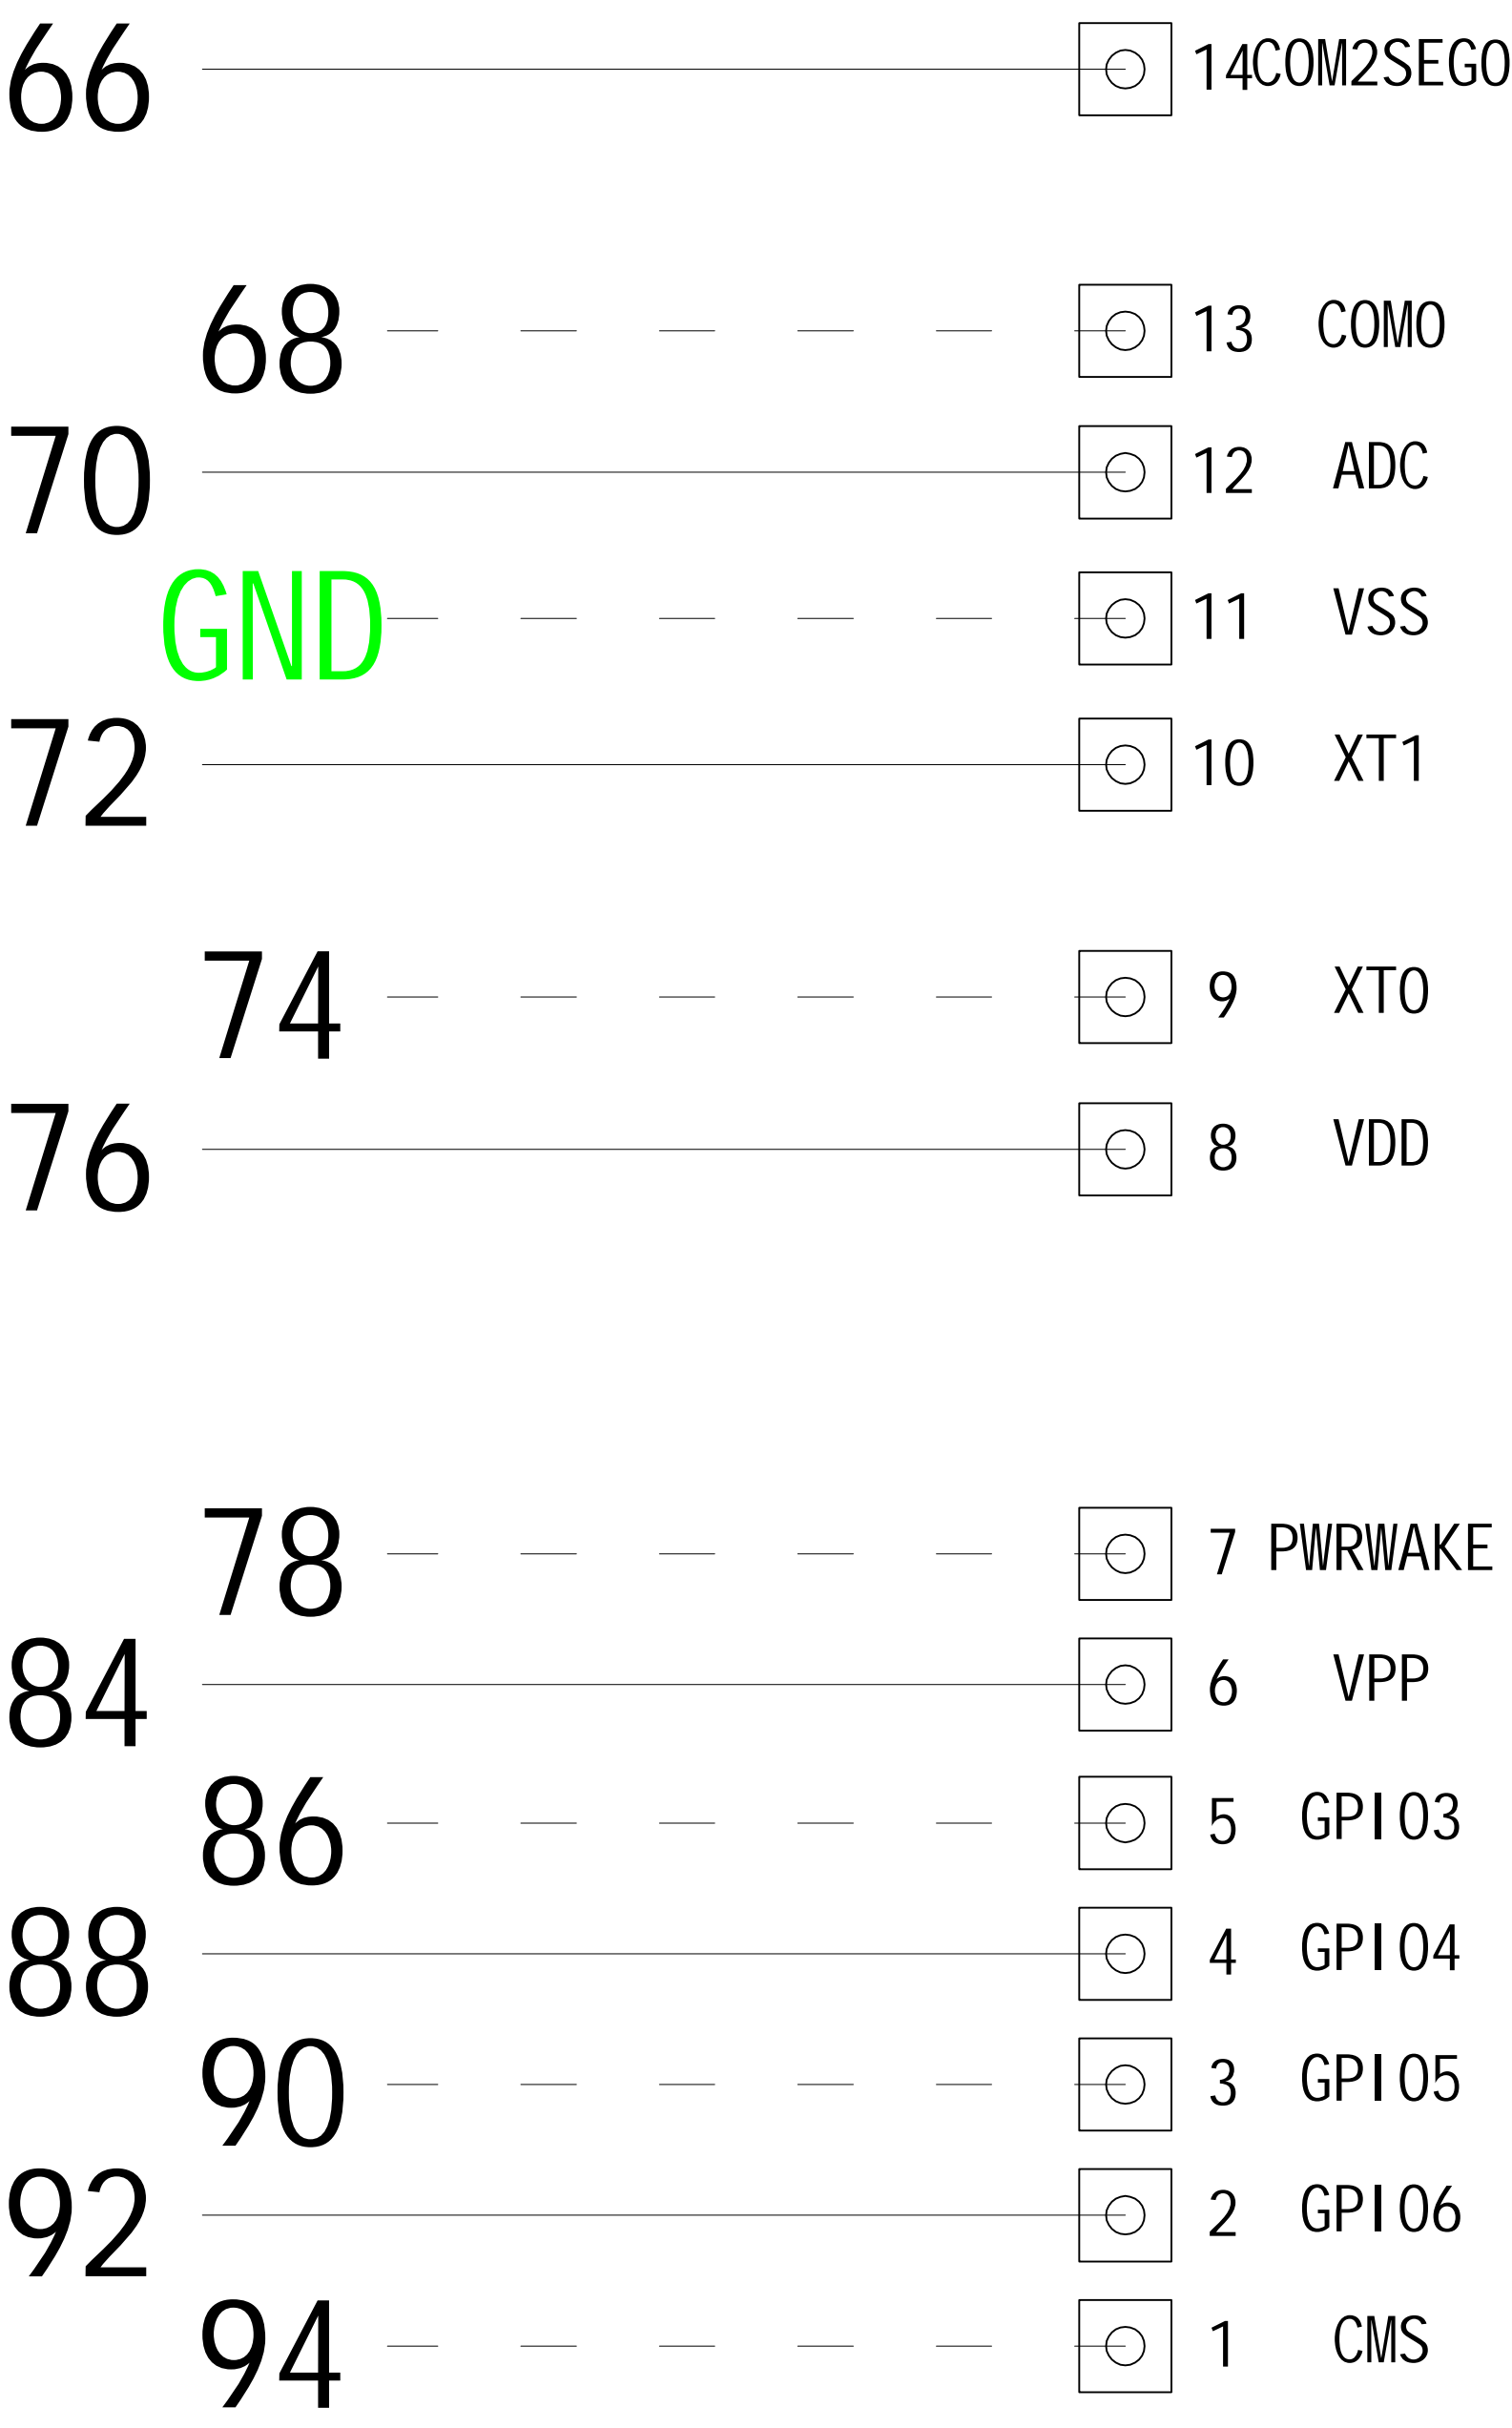 66 14 COM2SEG0
68 13 COM0
70 12 ADC
GND 11 VSS
72 10 XT1
74 9 XT0
76 8 VDD
78 7 PWRWAKE
84 6 VPP
86 5 GPIO3
88 4 GPIO4
90 3 GPIO5
92 2 GPIO6
94 1 CMS